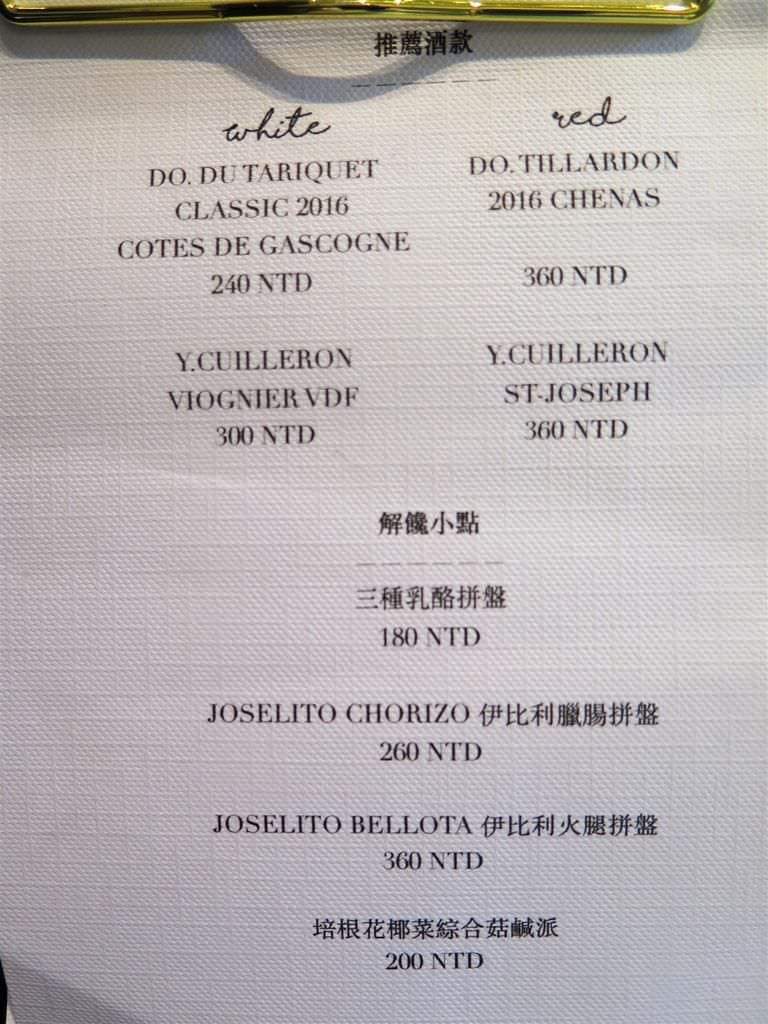 推薦酒款
white
DO. DU TARIQUET
CLASSIC 2016
COTES DE GASCOGNE
240 NTD
Y.CUILLERON
VIOGNIER VDF
300 NTD
red
DO. TILLARDON
2016 CHENAS
360 NTD
Y.CUILLERON
ST-JOSEPH
360 NTD
解饞小點
三種乳酪拼盤
180 NTD
JOSELITO CHORIZO 伊比利臘腸拼盤
260 NTD
JOSELITO BELLOTA 伊比利火腿拼盤
360 NTD
培根花椰菜綜合菇鹹派
200 NTD